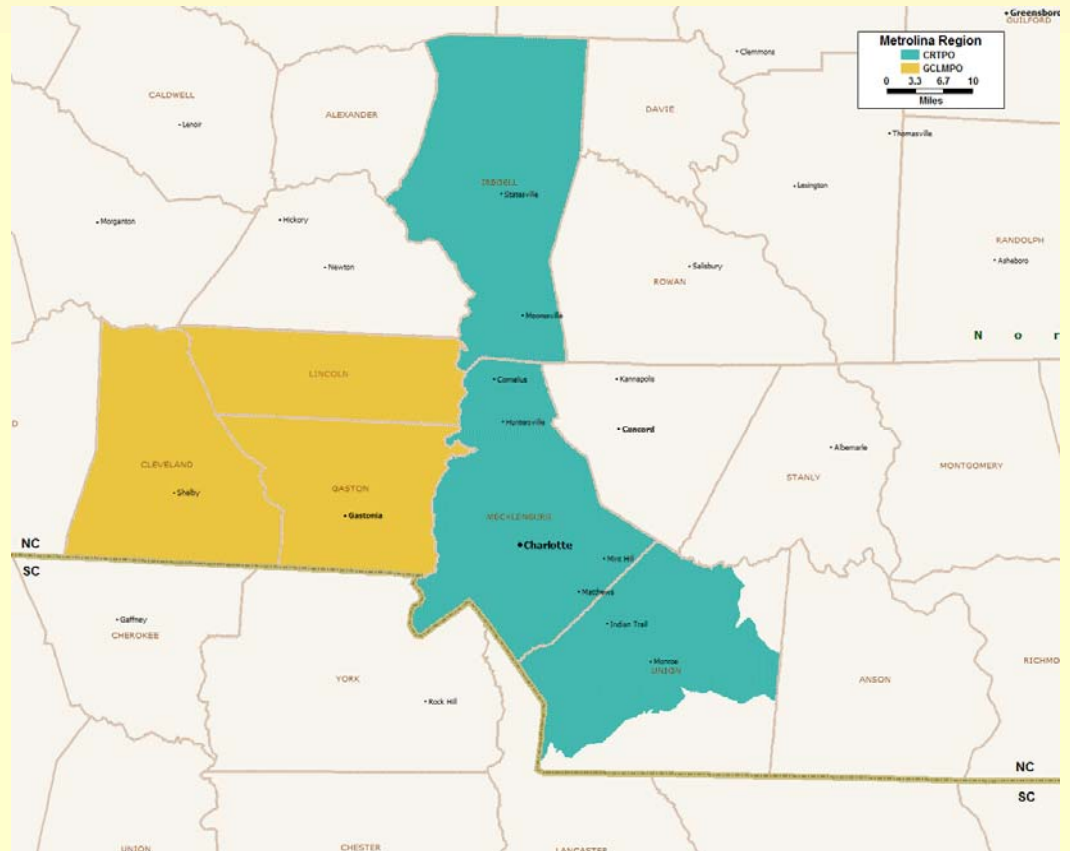 Greensboro
GUILFORD
Metrolina Region
CRTPO
GCLMPO
0 3.3 6.7 10
Miles
Clemmons
CALDWELL
Lenoir
ALEXANDER
DAVIE
Thomasville
IREDELL
Statesville
Lexington
Morganton
Hickory
RANDOLPH
Asheboro
Newton
Salisbury
ROWAN
Mooresville
N o r
LINCOLN
Cornelius
Kannapolis
Huntersville
Concord
D
Albemarle
CLEVELAND
Shelby
GASTON
Gastonia
STANLY
MONTGOMERY
MECKLENBURG
Charlotte
NC
SC
Mint Hill
Matthews
Gaffney
CHEROKEE
Indian Trail
Monroe
UNION
RICHMO
YORK
ANSON
Rock Hill
NC
SC
UNION
CHESTER
LANCASTER